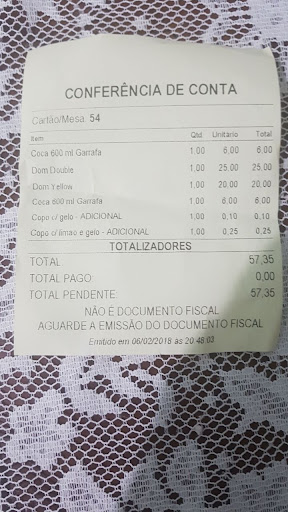 CONFERÊNCIA DE CONTA
Cartão/Mesa: 54
Item Qtd Unitário Total
Coca 600 ml Garrafa 1,00 6,00 6,00
Dom Double 1,00 25,00 25,00
Dom Yellow 1,00 20,00 20,00
Coca 600 ml Garrafa 1,00 6,00 6,00
Copo c/ gelo - ADICIONAL 1,00 0,10 0,10
Copo c/ limao e gelo - ADICIONAL 1,00 0,25 0,25
TOTALIZADORES
TOTAL: 57,35
TOTAL PAGO: 0,00
TOTAL PENDENTE: 57,35
NÃO É DOCUMENTO FISCAL
AGUARDE A EMISSÃO DO DOCUMENTO FISCAL
Emitido em 06/02/2018 às 20:48:03